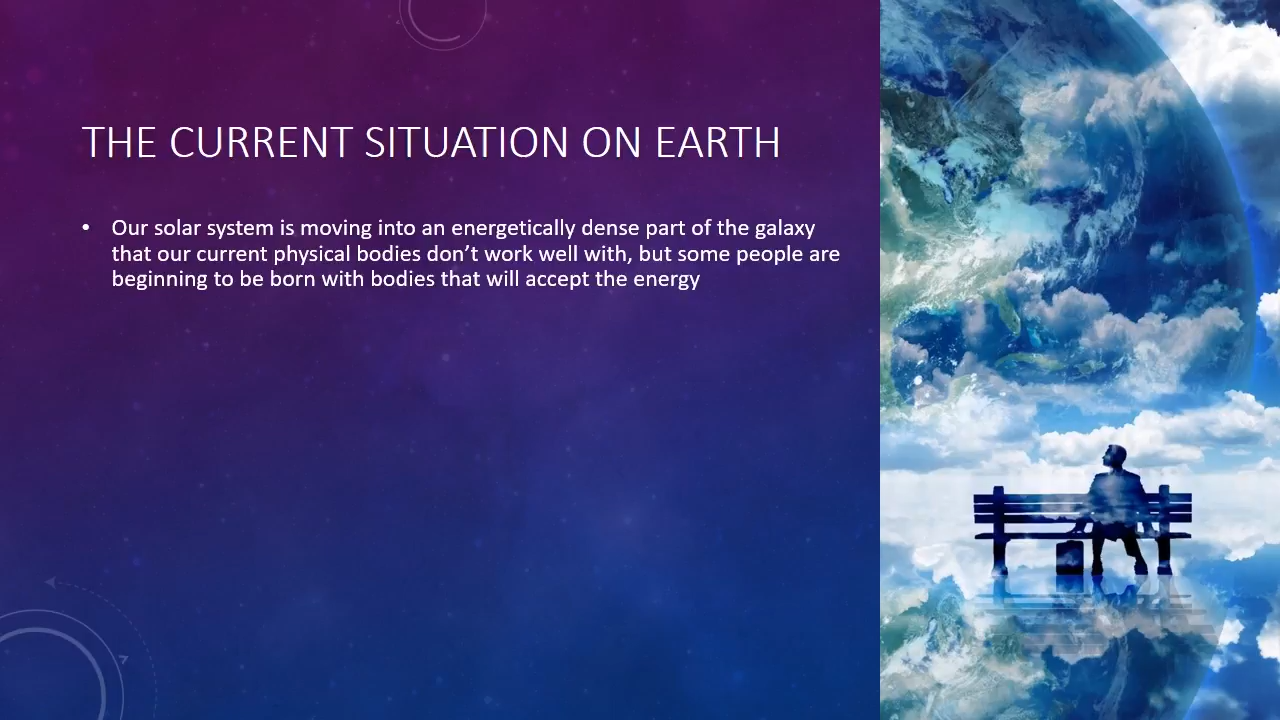 THE CURRENT SITUATION ON EARTH
• Our solar system is moving into an energetically dense part of the galaxy
that our current physical bodies don’t work well with, but some people are
beginning to be born with bodies that will accept the energy